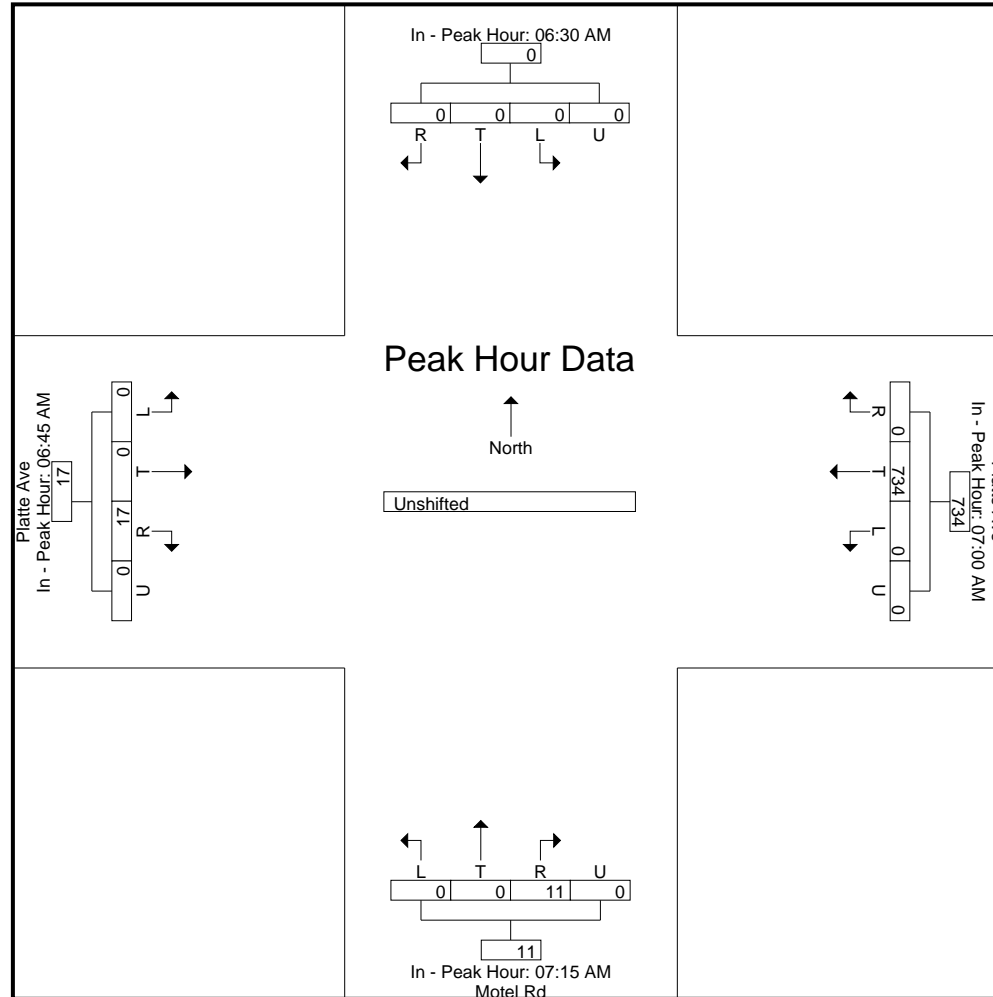 In - Peak Hour: 06:30 AM
0
0 0 0 0
R T L U
Peak Hour Data
North
Unshifted
Platte Ave
In - Peak Hour: 06:45 AM
17
0 0 17 0
L T R U
R T L U
0 734 0 0
734
In - Peak Hour: 07:00 AM
L T R U
0 0 11 0
11
In - Peak Hour: 07:15 AM
Motel Rd